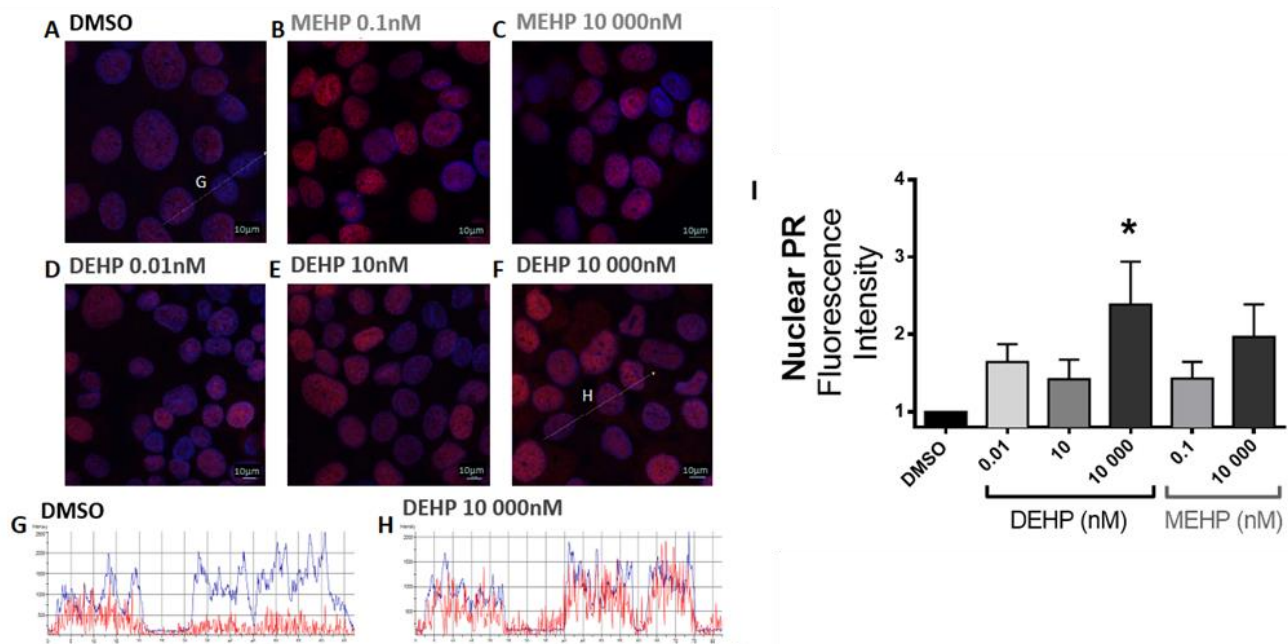 A DMSO
B MEHP 0.1nM
C MEHP 10 000nM
G
10µm
10µm
10µm
D DEHP 0.01nM
E DEHP 10nM
F DEHP 10 000nM
H
10µm
10µm
10µm
G DMSO
H DEHP 10 000nM
I
Nuclear PR
Fluorescence
Intensity
4
3
2
1
*
DMSO
0.01
10
10 000
0.1
10 000
DEHP (nM)
MEHP (nM)